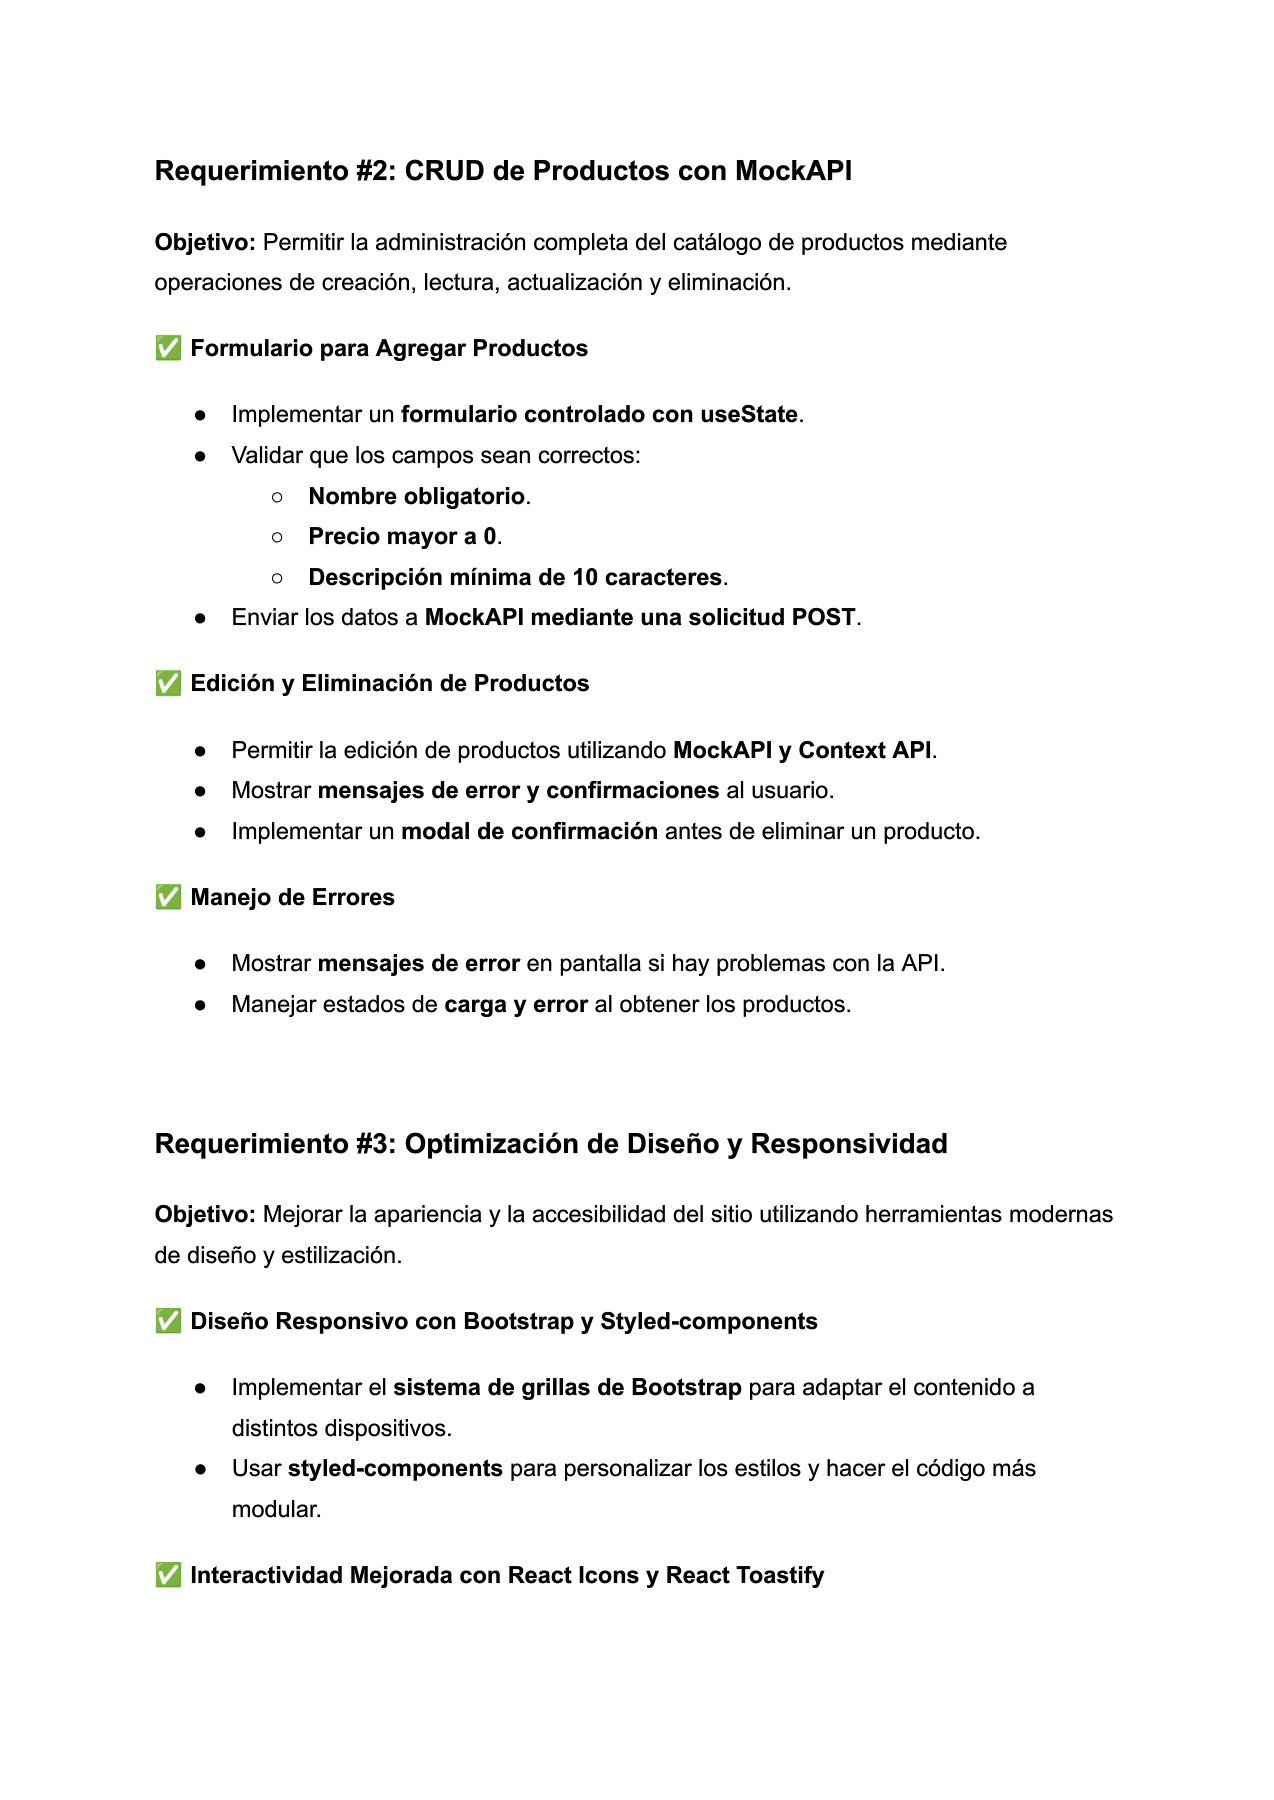 Requerimiento #2: CRUD de Productos con MockAPI
Objetivo: Permitir la administración completa del catálogo de productos mediante
operaciones de creación, lectura, actualización y eliminación.
✅ Formulario para Agregar Productos
● Implementar un formulario controlado con useState.
● Validar que los campos sean correctos:
○ Nombre obligatorio.
○ Precio mayor a 0.
○ Descripción mínima de 10 caracteres.
● Enviar los datos a MockAPI mediante una solicitud POST.
✅ Edición y Eliminación de Productos
● Permitir la edición de productos utilizando MockAPI y Context API.
● Mostrar mensajes de error y confirmaciones al usuario.
● Implementar un modal de confirmación antes de eliminar un producto.
✅ Manejo de Errores
● Mostrar mensajes de error en pantalla si hay problemas con la API.
● Manejar estados de carga y error al obtener los productos.
Requerimiento #3: Optimización de Diseño y Responsividad
Objetivo: Mejorar la apariencia y la accesibilidad del sitio utilizando herramientas modernas
de diseño y estilización.
✅ Diseño Responsivo con Bootstrap y Styled-components
● Implementar el sistema de grillas de Bootstrap para adaptar el contenido a
distintos dispositivos.
● Usar styled-components para personalizar los estilos y hacer el código más
modular.
✅ Interactividad Mejorada con React Icons y React Toastify